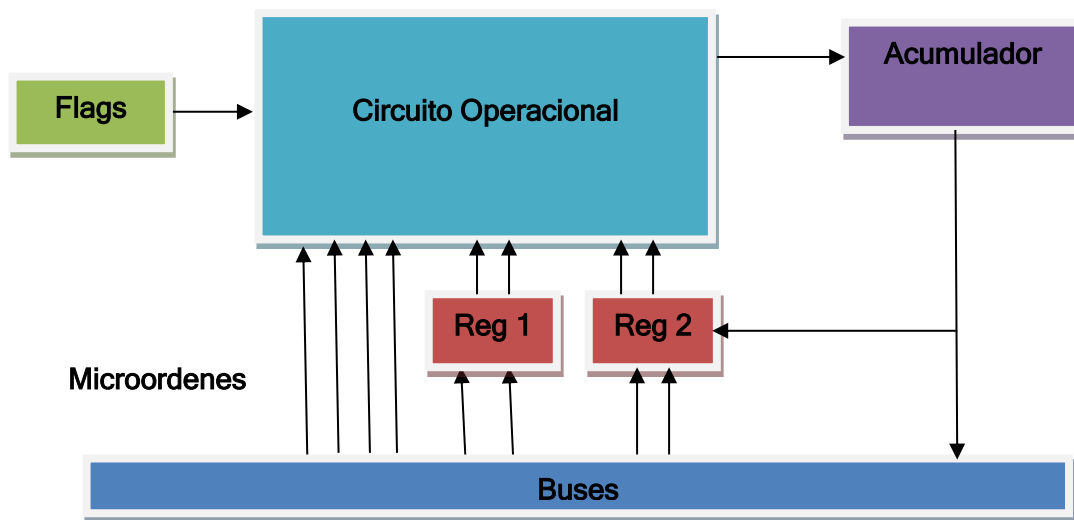 Acumulador
Flags
Circuito Operacional
Reg 1
Reg 2
Microordenes
Buses